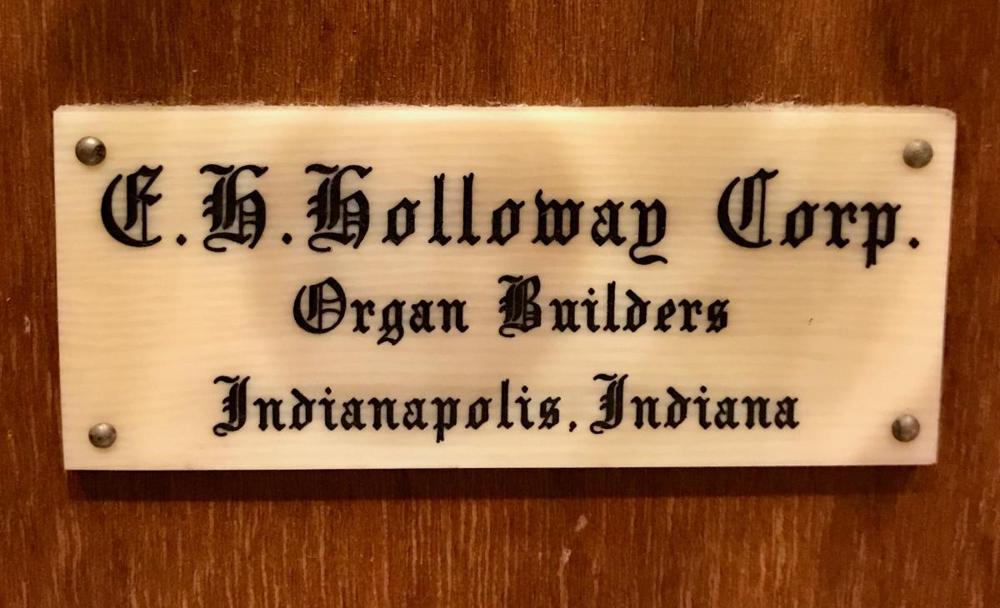 E.H.Holloway Corp.
Organ Builders
Indianapolis, Indiana